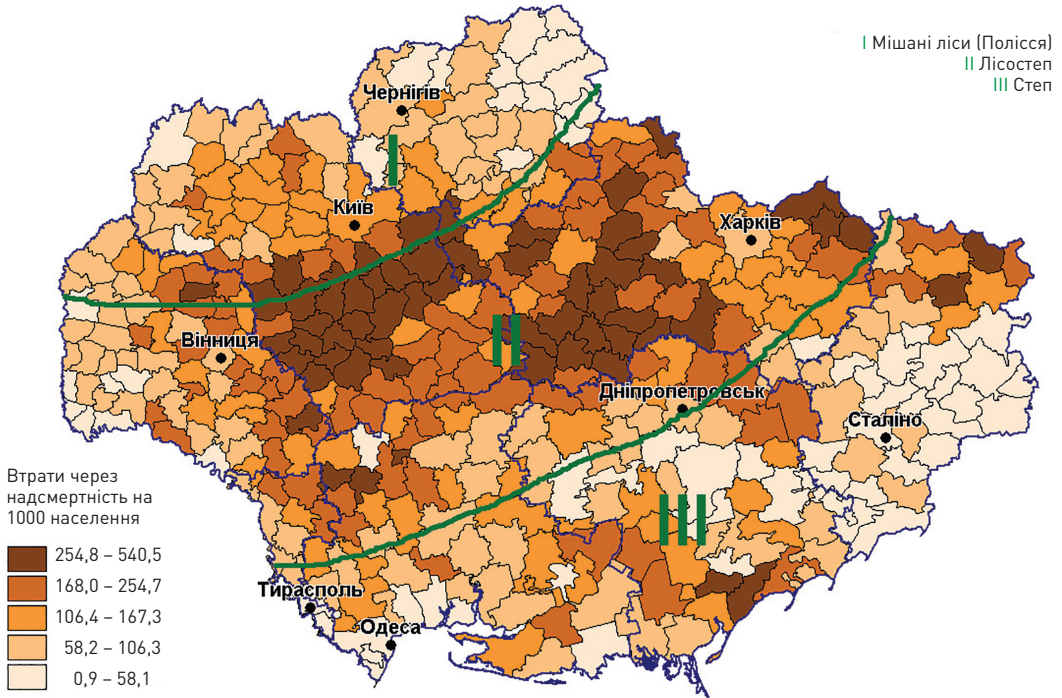 I Мішані ліси (Полісся)
II Лісостеп
III Степ
Чернігів
I
Київ
Харків
II
Вінниця
Дніпропетровськ
Сталіно
III
Тирасполь
Одеса
Втрати через
надсмертність на
1000 населення
254,8 – 540,5
168,0 – 254,7
106,4 – 167,3
58,2 – 106,3
0,9 – 58,1